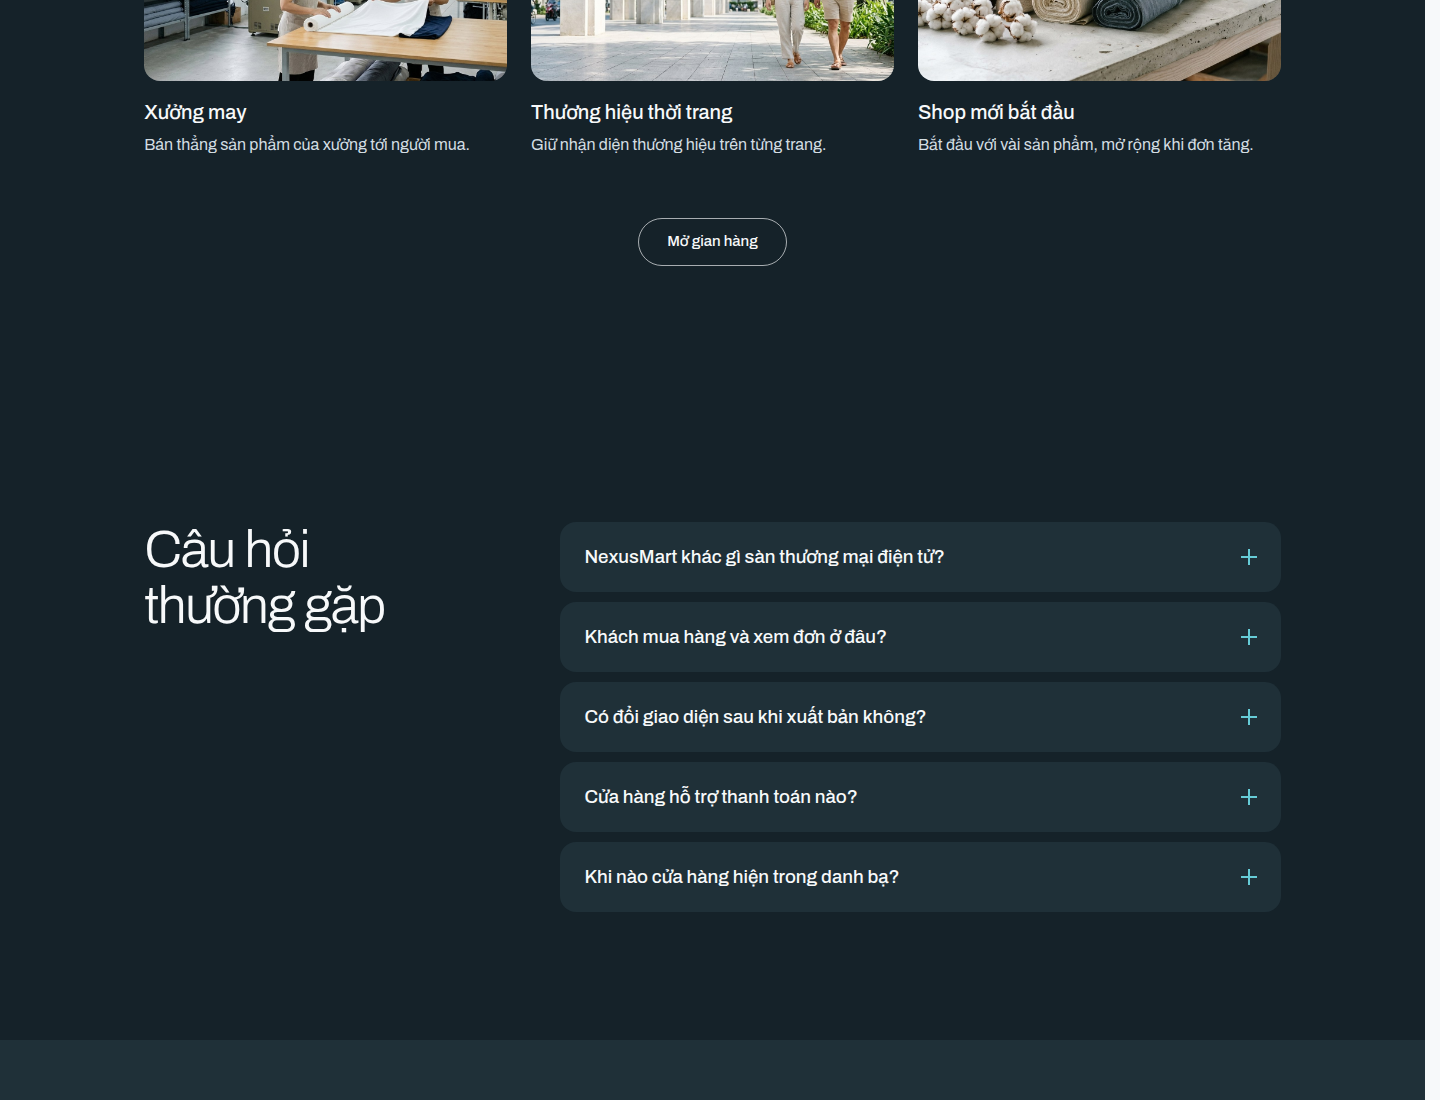 Xưởng may
Bán thẳng sản phẩm của xưởng tới người mua.
Thương hiệu thời trang
Giữ nhận diện thương hiệu trên từng trang.
Shop mới bắt đầu
Bắt đầu với vài sản phẩm, mở rộng khi đơn tăng.
Mở gian hàng
Câu hỏi
thường gặp
NexusMart khác gì sàn thương mại điện tử?
Khách mua hàng và xem đơn ở đâu?
Có đổi giao diện sau khi xuất bản không?
Cửa hàng hỗ trợ thanh toán nào?
Khi nào cửa hàng hiện trong danh bạ?